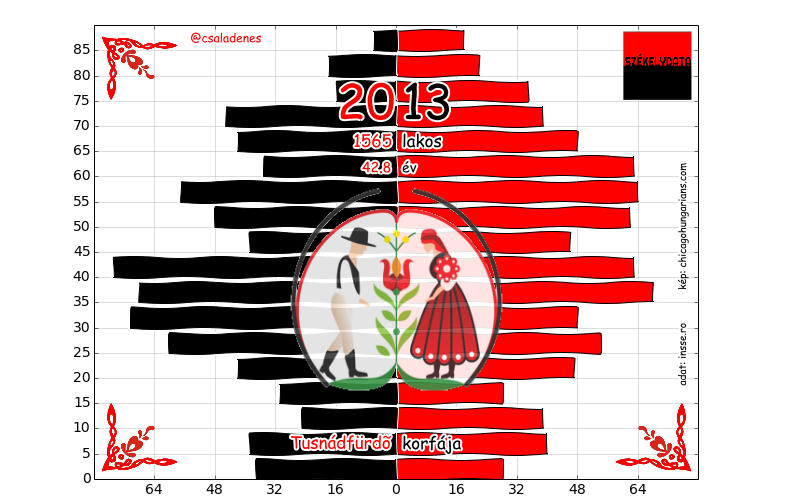 @csaladenes
SZÉKELYDATA
2013
1565 lakos
42.8 év
kép: chicagohungarians.com
adat: insse.ro
Tusnádfürdő korfája
85
80
75
70
65
60
55
50
45
40
35
30
25
20
15
10
5
0
64 48 32 16 0 16 32 48 64